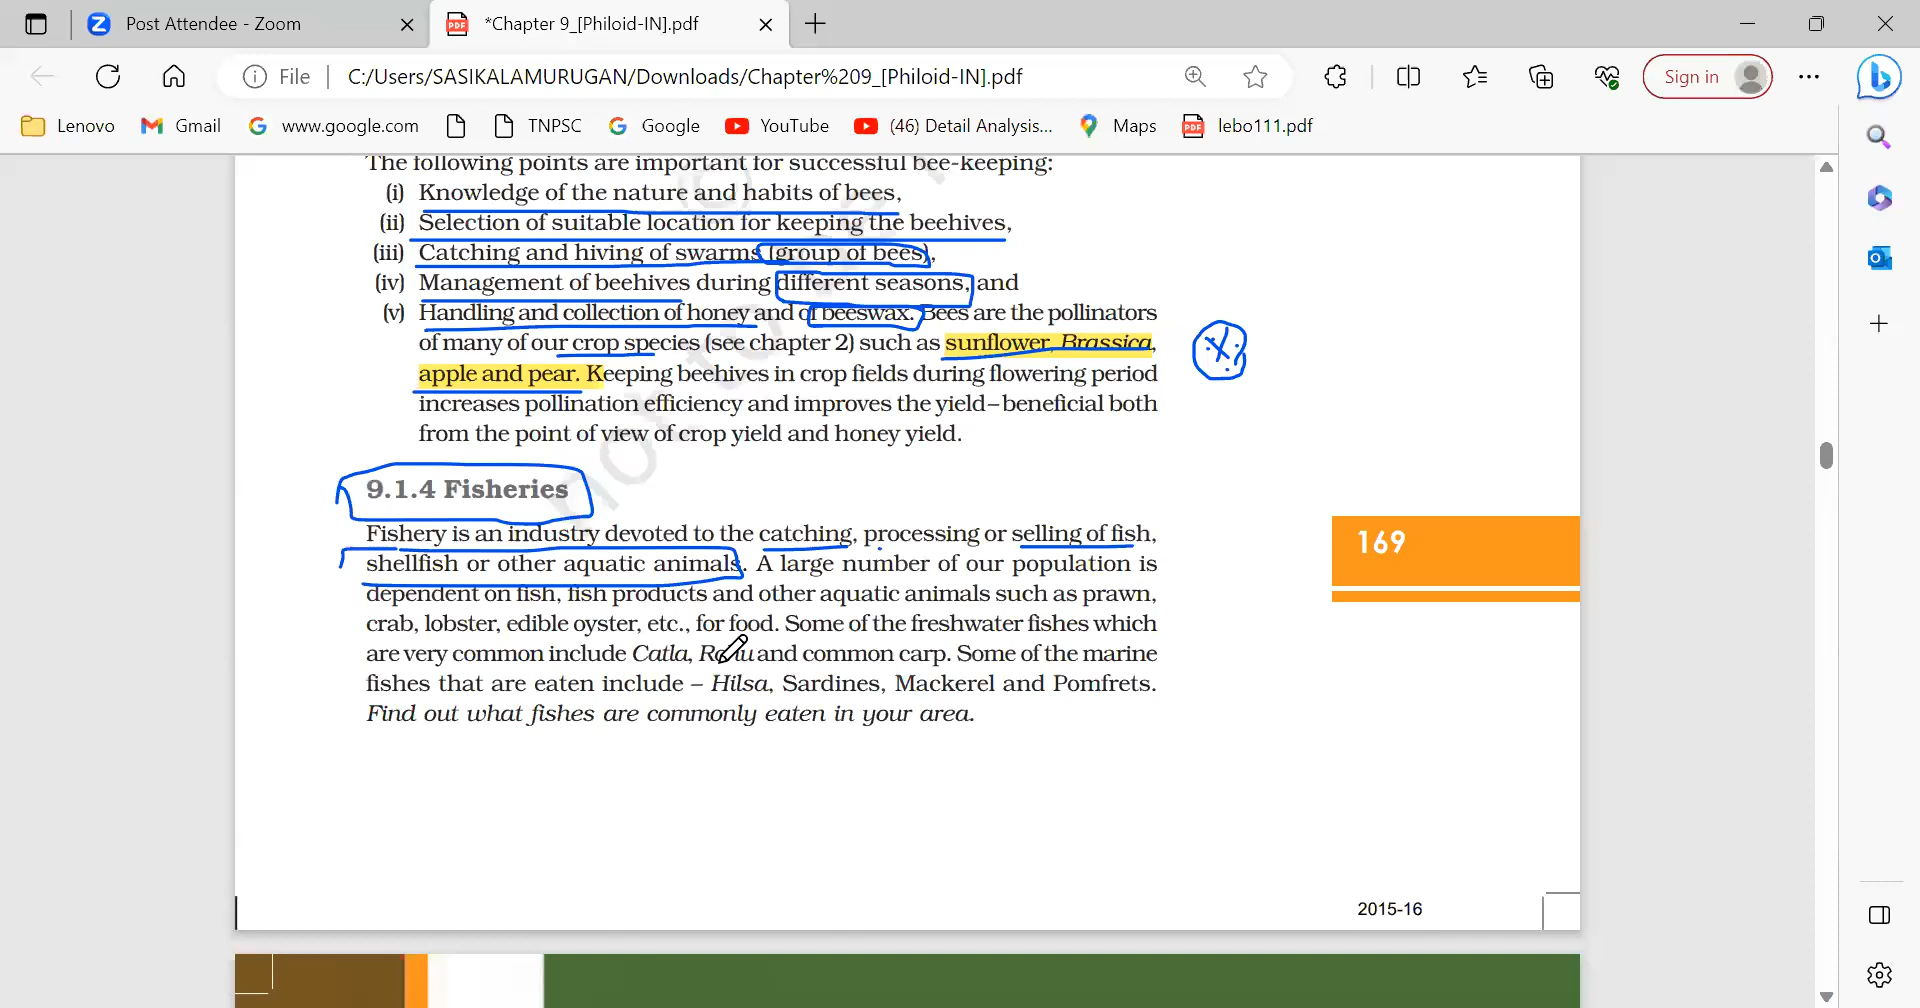 Post Attendee - Zoom
*Chapter 9_[Philoid-IN].pdf
File
C:/Users/SASIKALAMURUGAN/Downloads/Chapter%209_[Philoid-IN].pdf
Sign in
Lenovo
Gmail
www.google.com
TNPSC
Google
YouTube
(46) Detail Analysis...
Maps
lebo111.pdf
The following points are important for successful bee-keeping:
(i) Knowledge of the nature and habits of bees,
(ii) Selection of suitable location for keeping the beehives,
(iii) Catching and hiving of swarms (group of bees),
(iv) Management of beehives during different seasons, and
(v) Handling and collection of honey and of beeswax. Bees are the pollinators
of many of our crop species (see chapter 2) such as sunflower, Brassica,
apple and pear. Keeping beehives in crop fields during flowering period
increases pollination efficiency and improves the yield–beneficial both
from the point of view of crop yield and honey yield.
9.1.4 Fisheries
Fishery is an industry devoted to the catching, processing or selling of fish,
shellfish or other aquatic animals. A large number of our population is
dependent on fish, fish products and other aquatic animals such as prawn,
crab, lobster, edible oyster, etc., for food. Some of the freshwater fishes which
are very common include Catla, Rohu and common carp. Some of the marine
fishes that are eaten include – Hilsa, Sardines, Mackerel and Pomfrets.
Find out what fishes are commonly eaten in your area.
169
2015-16
not to